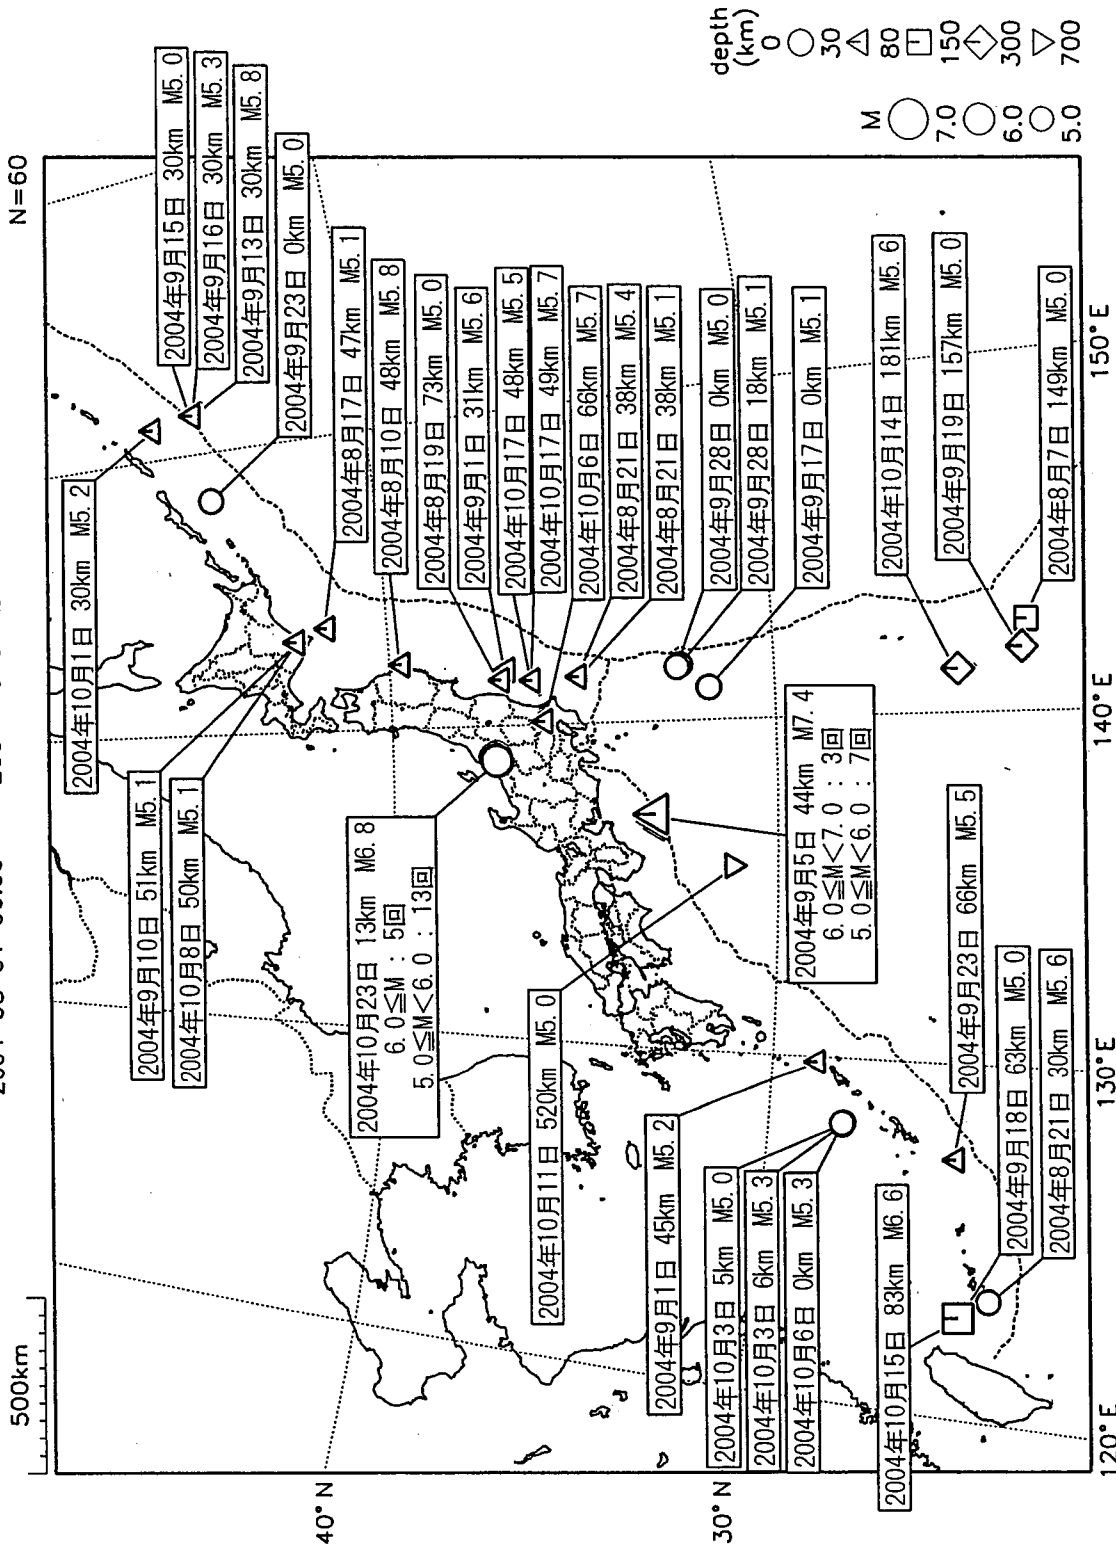 N=60
500km
2004年10月1日 30km M5.2
2004年9月15日 30km M5.0
2004年9月16日 30km M5.3
2004年9月13日 30km M5.8
2004年9月23日 0km M5.0
2004年9月10日 51km M5.1
2004年10月8日 50km M5.1
2004年8月17日 47km M5.1
2004年8月10日 48km M5.8
2004年10月23日 13km M6.8
6.0≦M : 5回
5.0≦M<6.0 : 13回
2004年8月19日 73km M5.0
2004年9月1日 31km M5.6
2004年10月17日 48km M5.5
2004年10月17日 49km M5.7
2004年10月6日 66km M5.7
2004年8月21日 38km M5.4
2004年8月21日 38km M5.1
2004年10月11日 520km M5.0
2004年9月28日 0km M5.0
2004年9月28日 18km M5.1
2004年9月17日 0km M5.1
2004年9月1日 45km M5.2
2004年10月3日 5km M5.0
2004年10月3日 6km M5.3
2004年10月6日 0km M5.3
2004年9月5日 44km M7.4
6.0≦M<7.0 : 3回
5.0≦M<6.0 : 7回
2004年10月14日 181km M5.6
2004年9月19日 157km M5.0
2004年8月7日 149km M5.0
2004年10月15日 83km M6.6
2004年9月23日 66km M5.5
2004年9月18日 63km M5.0
2004年8月21日 30km M5.6
40°N
30°N
120°E
130°E
140°E
150°E
M
7.0
6.0
5.0
depth
(km)
0
30
80
150
300
700